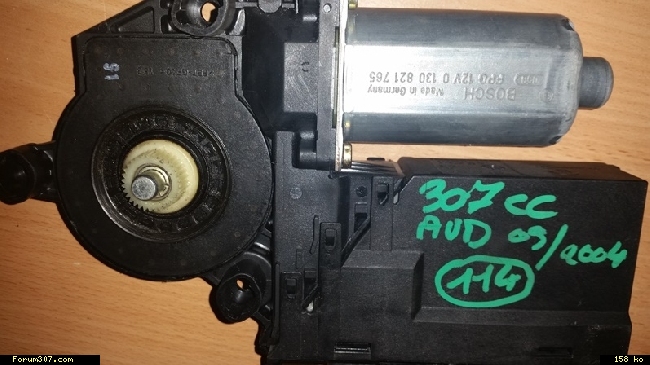 BOSCH
Made in Germany
12V 0 130 821 765
307 CC
AVD 09/2004
114
Forum307.com
158 ko